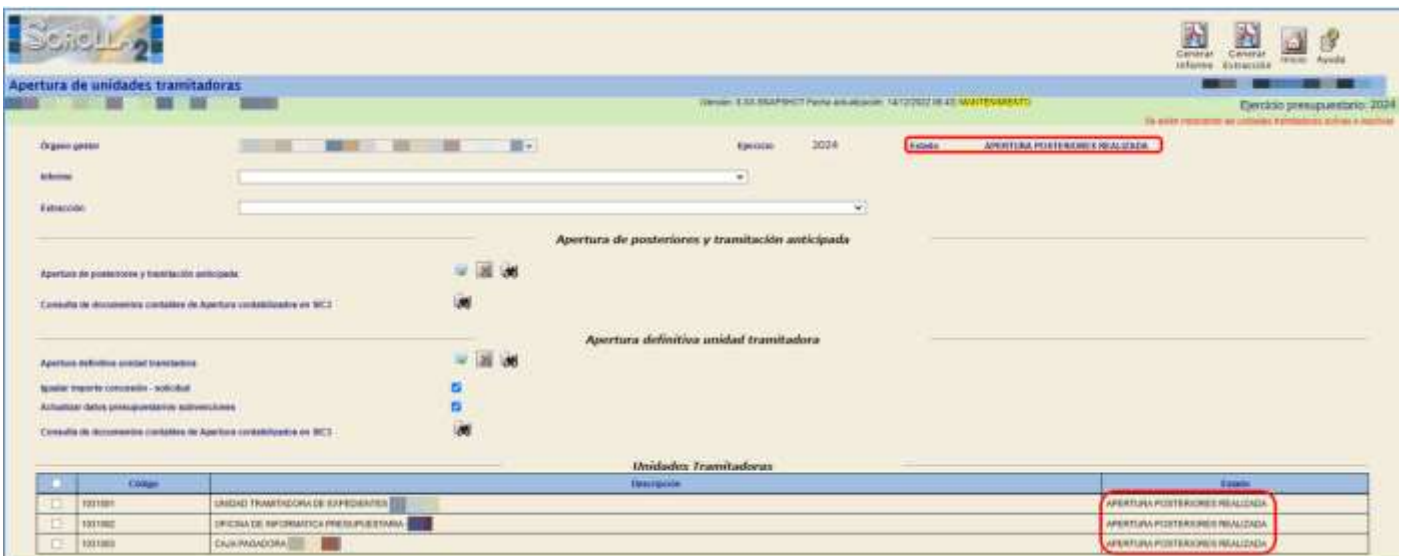 SOROLLA2
Generar Informe
Generar Extracción
Inicio
Ayuda
Apertura de unidades tramitadoras
MANTENIMIENTO
Ejercicio presupuestario: 2024
Órgano gestor
Ejercicio 2024
Estado APERTURA POSTERIORES REALIZADA
Informe
Extracción
Apertura de posteriores y tramitación anticipada
Apertura de posteriores y tramitación anticipada
Consulta de documentos contables de Apertura contabilizados en SIC3
Apertura definitiva unidad tramitadora
Apertura definitiva unidad tramitadora
Igualar importe concesión - solicitud
Actualizar datos presupuestarios subvenciones
Consulta de documentos contables de Apertura contabilizados en SIC3
Unidades Tramitadoras
Código Descripción Estado
1001001 UNIDAD TRAMITADORA DE EXPEDIENTES APERTURA POSTERIORES REALIZADA
1001002 OFICINA DE INFORMATICA PRESUPUESTARIA APERTURA POSTERIORES REALIZADA
1001003 CAJA PAGADORA APERTURA POSTERIORES REALIZADA